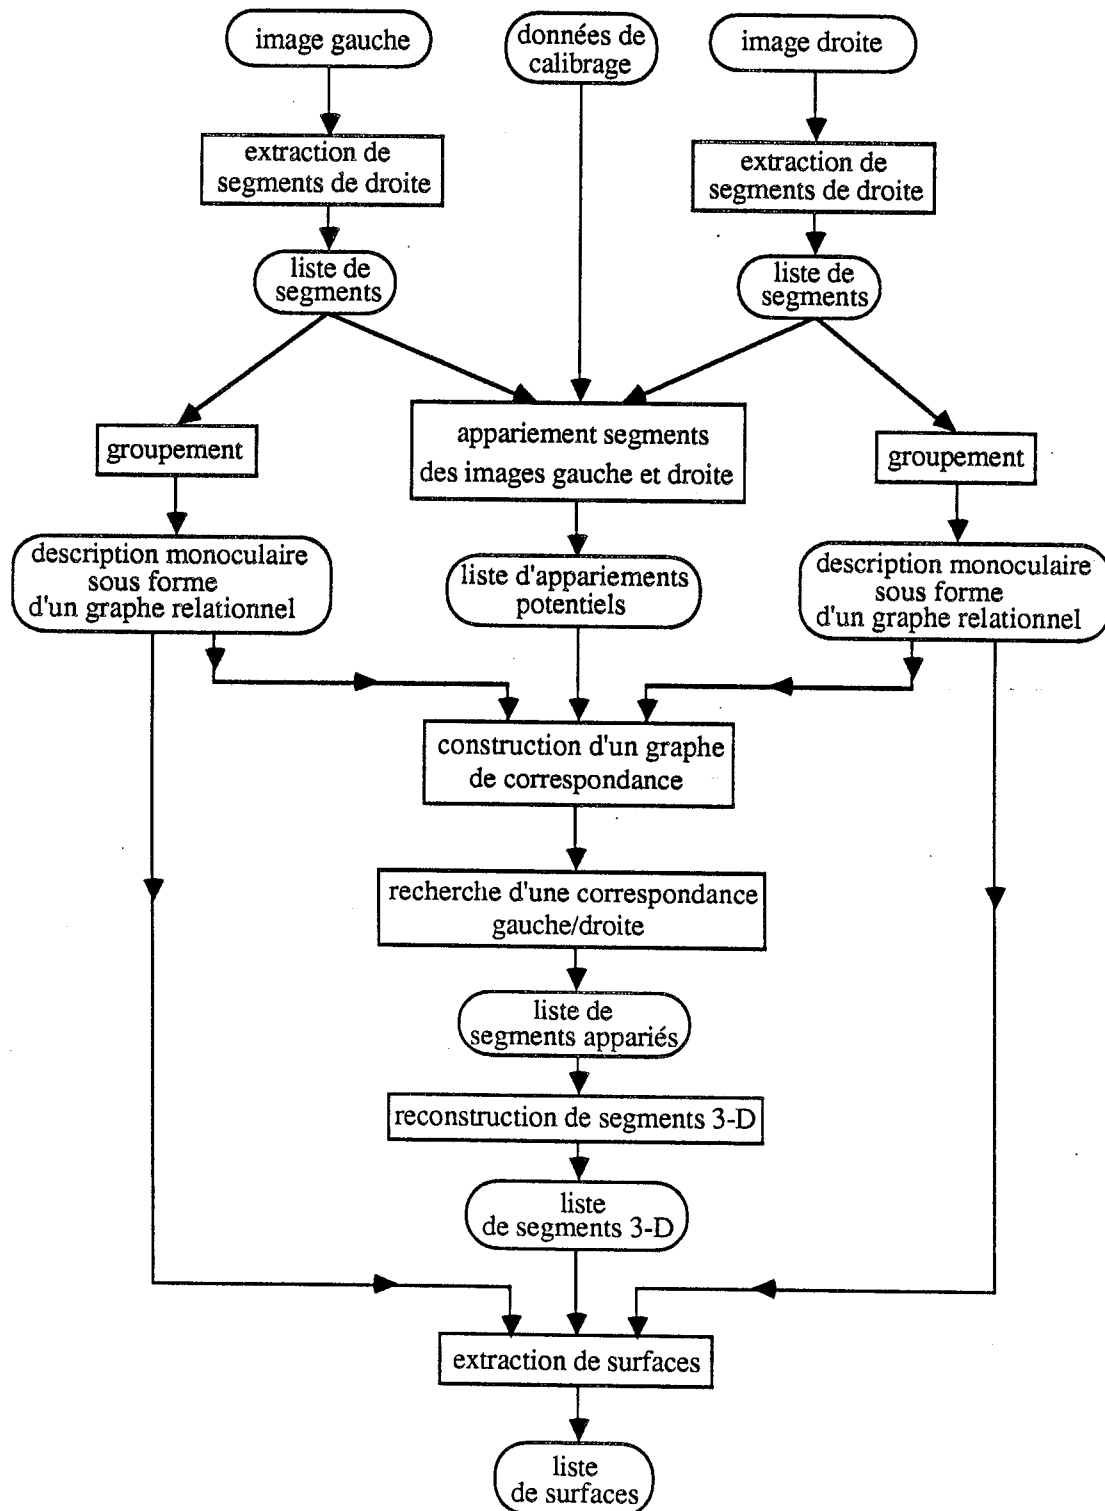 image gauche
données de
calibrage
image droite
extraction de
segments de droite
extraction de
segments de droite
liste de
segments
liste de
segments
groupement
appariement segments
des images gauche et droite
groupement
description monoculaire
sous forme
d'un graphe relationnel
liste d'appariements
potentiels
description monoculaire
sous forme
d'un graphe relationnel
construction d'un graphe
de correspondance
recherche d'une correspondance
gauche/droite
liste de
segments appariés
reconstruction de segments 3-D
liste
de segments 3-D
extraction de surfaces
liste
de surfaces